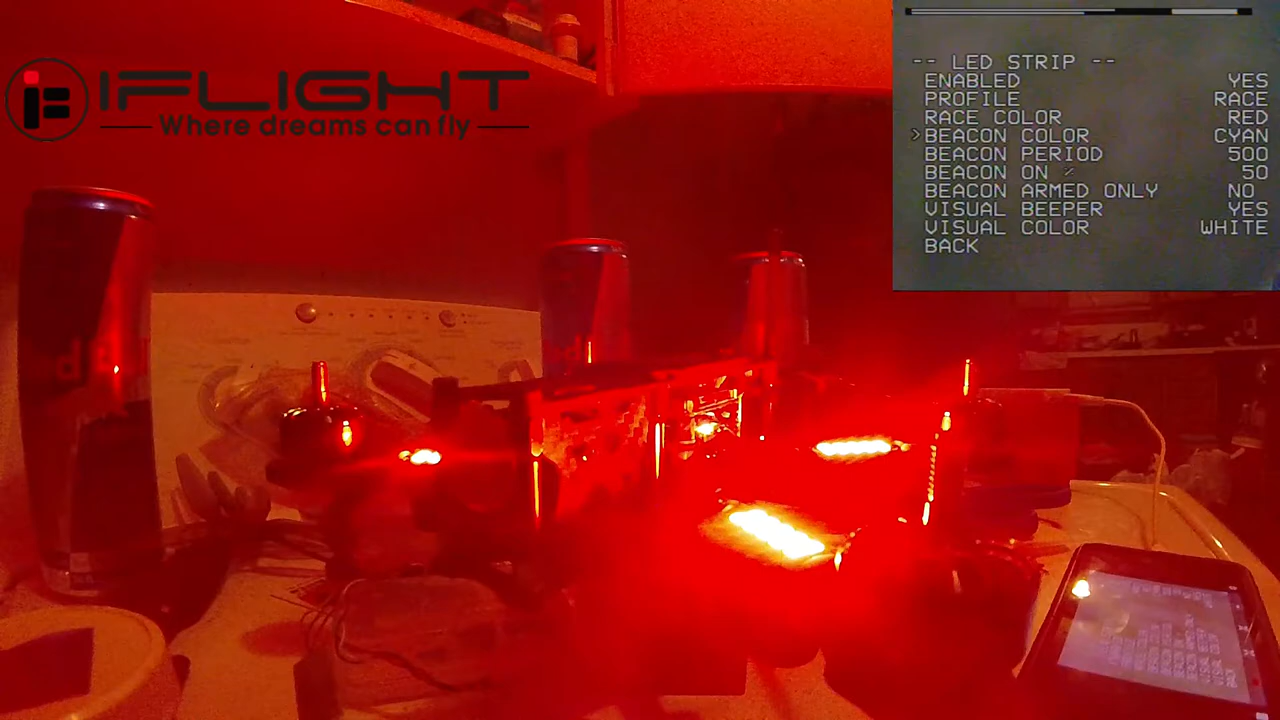 IFLIGHT
Where dreams can fly
-- LED STRIP --
ENABLED YES
PROFILE RACE
RACE COLOR RED
>BEACON COLOR CYAN
BEACON PERIOD 500
BEACON ON % 50
BEACON ARMED ONLY NO
VISUAL BEEPER YES
VISUAL COLOR WHITE
BACK